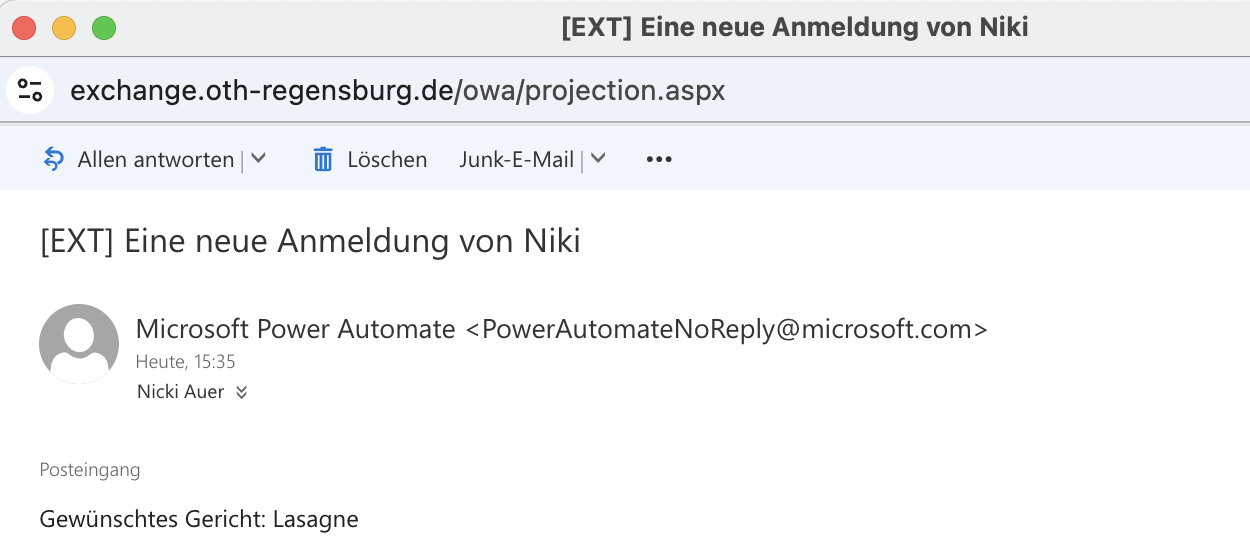 [EXT] Eine neue Anmeldung von Niki
exchange.oth-regensburg.de/owa/projection.aspx
Allen antworten | Löschen Junk-E-Mail | •••
[EXT] Eine neue Anmeldung von Niki
Microsoft Power Automate <PowerAutomateNoReply@microsoft.com>
Heute, 15:35
Nicki Auer
Posteingang
Gewünschtes Gericht: Lasagne